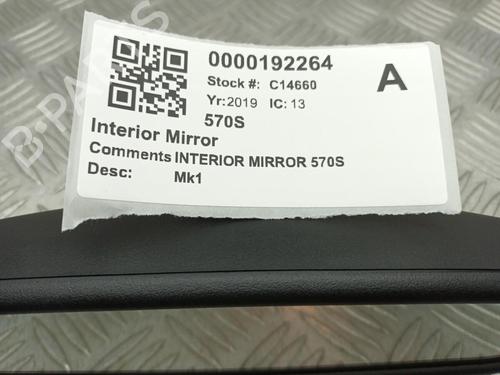 0000192264
A
Stock #: C14660
Yr:2019 IC: 13
570S
Interior Mirror
Comments INTERIOR MIRROR 570S
Desc: Mk1